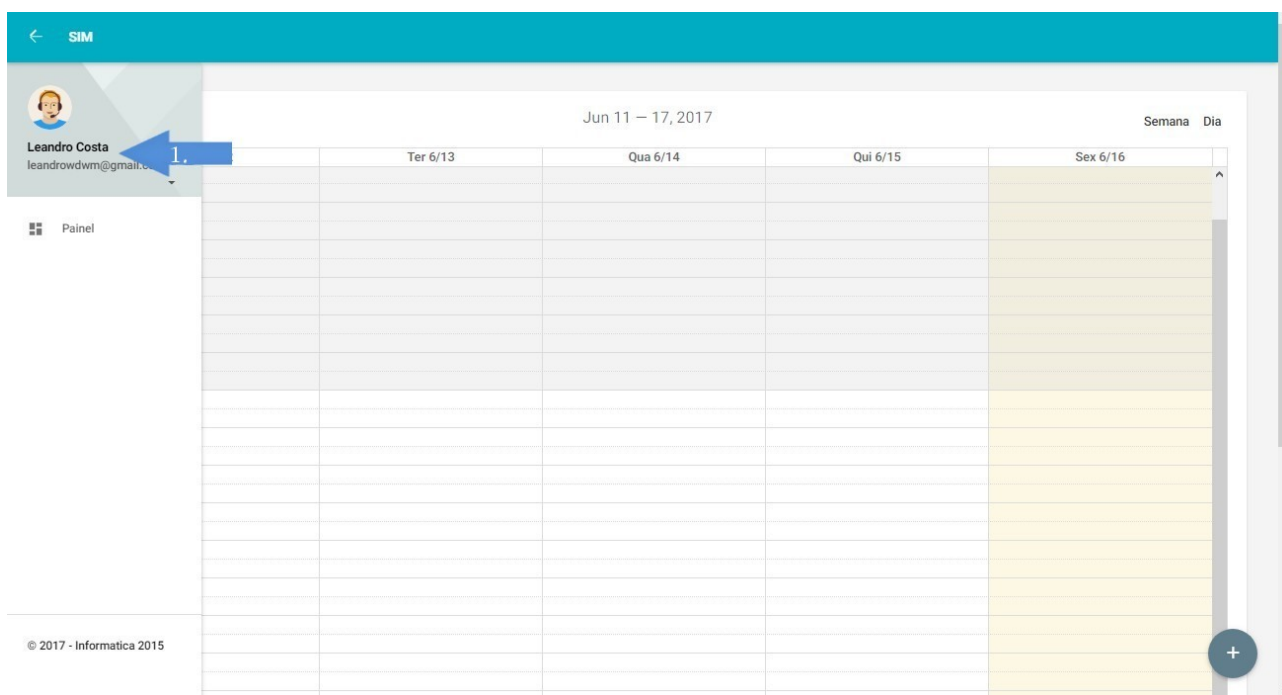 SIM
Jun 11 — 17, 2017
Semana Dia
Leandro Costa
1.
Ter 6/13
Qua 6/14
Qui 6/15
Sex 6/16
Painel
© 2017 - Informatica 2015
+